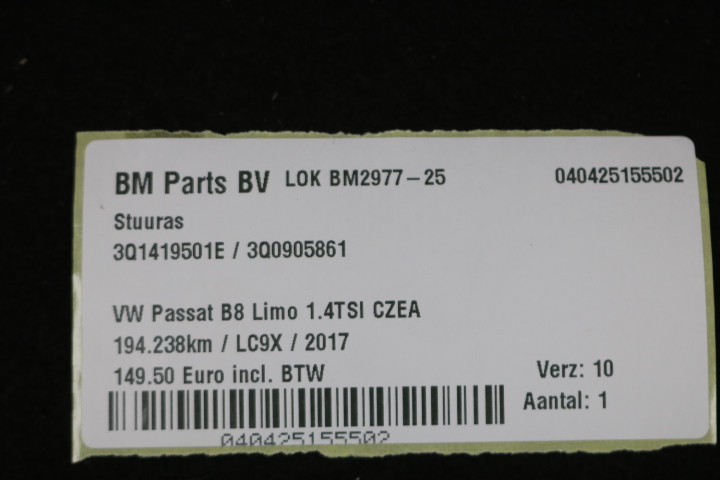 BM Parts BV LOK BM2977-25 040425155502
Stuuras
3Q1419501E / 3Q0905861
VW Passat B8 Limo 1.4TSI CZEA
194.238km / LC9X / 2017
149.50 Euro incl. BTW Verz: 10
Aantal: 1
040425155502